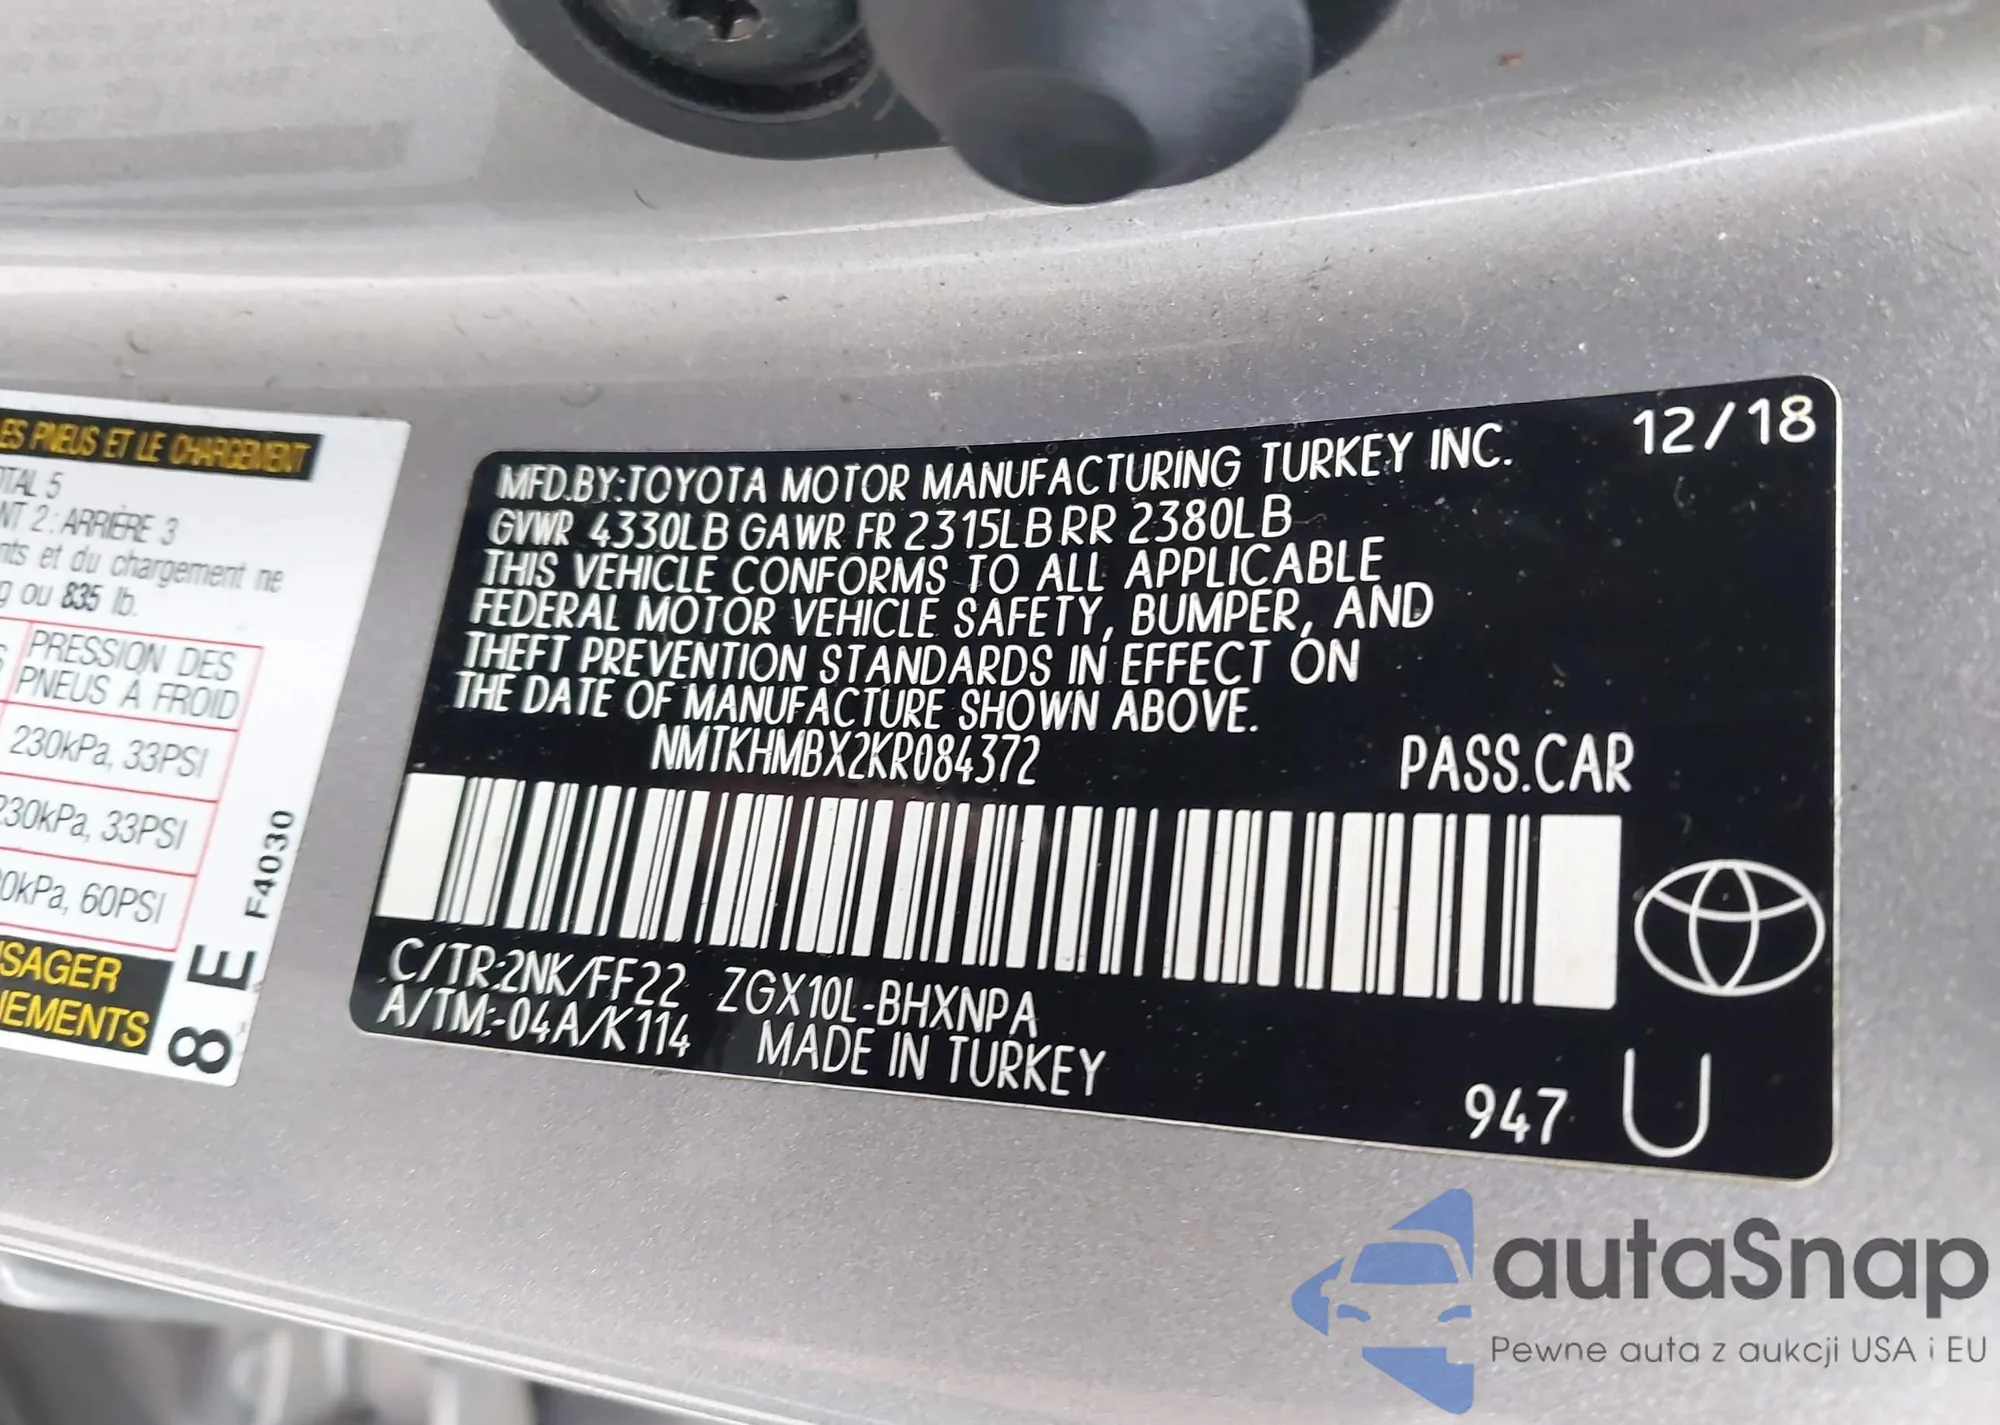 ES PNEUS ET LE CHARGEMENT
OTAL 5
NT 2 : ARRIÈRE 3
nts et du chargement ne
g ou 835 lb.
PRESSION DES
PNEUS À FROID
230kPa, 33PSI
230kPa, 33PSI
0kPa, 60PSI
SAGER
NEMENTS
8 E
F4030
12/18
MFD.BY:TOYOTA MOTOR MANUFACTURING TURKEY INC.
GVWR 4330LB GAWR FR 2315LB RR 2380LB
THIS VEHICLE CONFORMS TO ALL APPLICABLE
FEDERAL MOTOR VEHICLE SAFETY, BUMPER, AND
THEFT PREVENTION STANDARDS IN EFFECT ON
THE DATE OF MANUFACTURE SHOWN ABOVE.
NMTKHMBX2KR084372 PASS.CAR
C/TR:2NK/FF22 ZGX10L-BHXNPA
A/TM:-04A/K114 MADE IN TURKEY
947 U
autaSnap
Pewne auta z aukcji USA i EU